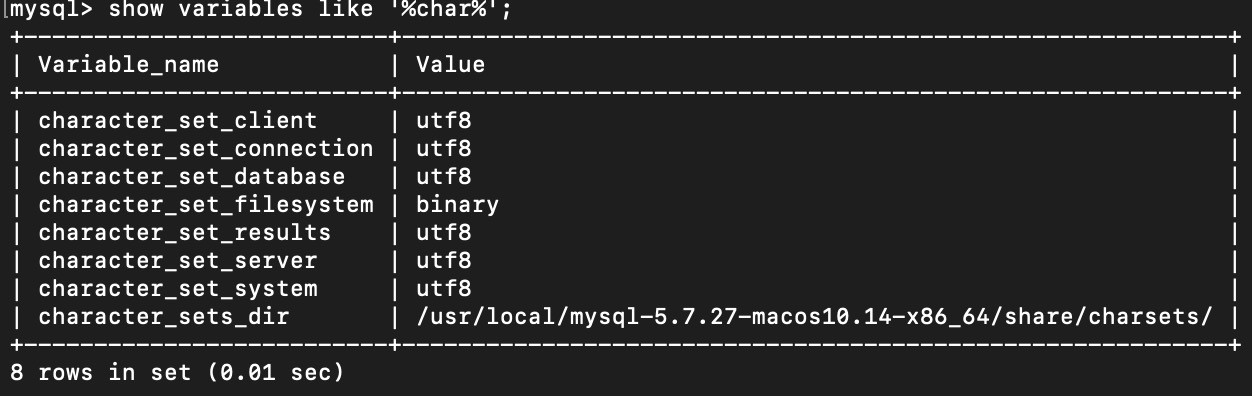 [mysql> show variables like '%char%';
+--------------------------+-----------------------------------------------------------+
| Variable_name            | Value                                                     |
+--------------------------+-----------------------------------------------------------+
| character_set_client     | utf8                                                      |
| character_set_connection | utf8                                                      |
| character_set_database   | utf8                                                      |
| character_set_filesystem | binary                                                    |
| character_set_results    | utf8                                                      |
| character_set_server     | utf8                                                      |
| character_set_system     | utf8                                                      |
| character_sets_dir       | /usr/local/mysql-5.7.27-macos10.14-x86_64/share/charsets/ |
+--------------------------+-----------------------------------------------------------+
8 rows in set (0.01 sec)